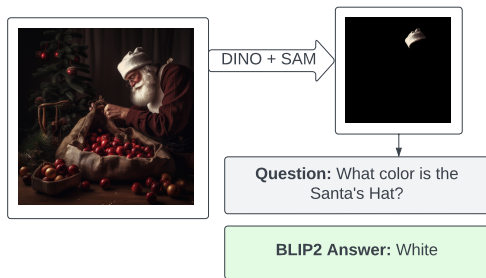 DINO + SAM
Question: What color is the
Santa's Hat?
BLIP2 Answer: White